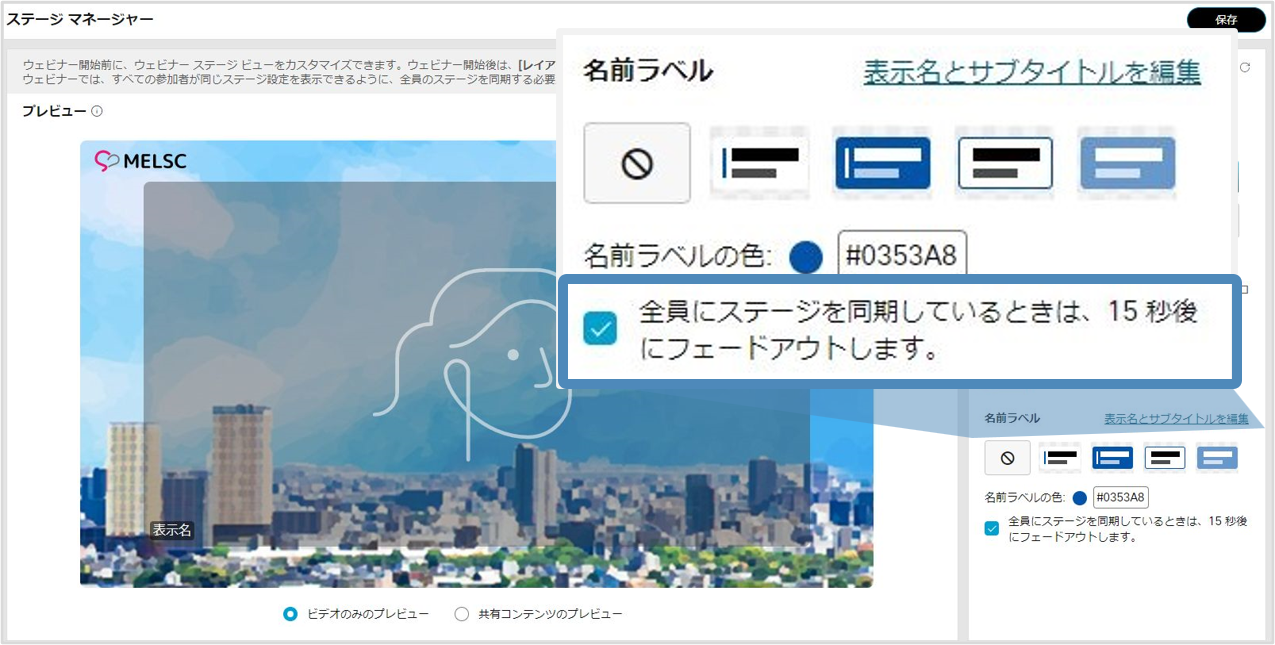 ステージ マネージャー
保存
ウェビナー開始前に、ウェビナー ステージ ビューをカスタマイズできます。ウェビナー開始後は、[レイア
ウェビナーでは、すべての参加者が同じステージ設定を表示できるように、全員のステージを同期する必要
プレビュー
MELSC
表示名
ビデオのみのプレビュー
共有コンテンツのプレビュー
名前ラベル
表示名とサブタイトルを編集
名前ラベルの色:
#0353A8
全員にステージを同期しているときは、15 秒後
にフェードアウトします。
名前ラベル
表示名とサブタイトルを編集
名前ラベルの色:
#0353A8
全員にステージを同期しているときは、15 秒後
にフェードアウトします。